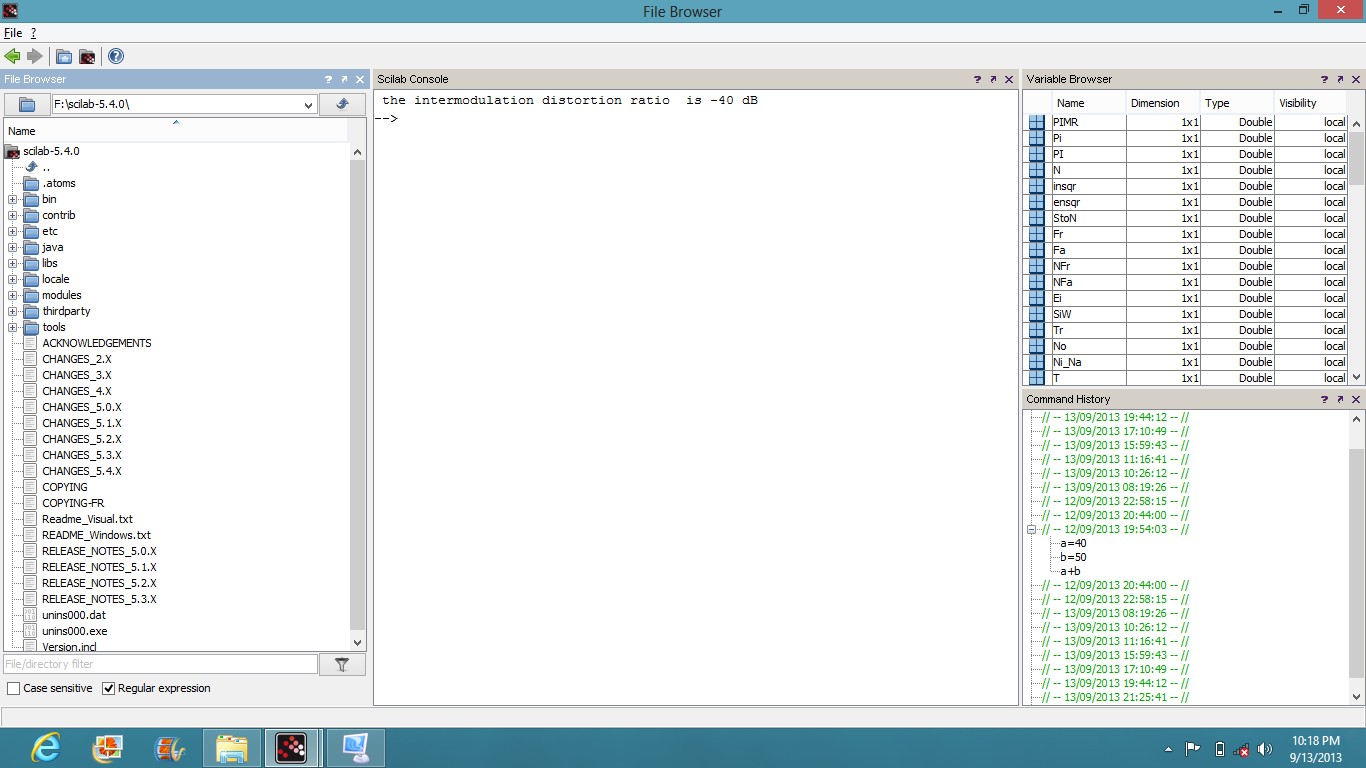 File Browser
File ?
File Browser ?
F:\scilab-5.4.0\
Name
scilab-5.4.0
..
.atoms
bin
contrib
etc
java
libs
locale
modules
thirdparty
tools
ACKNOWLEDGEMENTS
CHANGES_2.X
CHANGES_3.X
CHANGES_4.X
CHANGES_5.0.X
CHANGES_5.1.X
CHANGES_5.2.X
CHANGES_5.3.X
CHANGES_5.4.X
COPYING
COPYING-FR
Readme_Visual.txt
README_Windows.txt
RELEASE_NOTES_5.0.X
RELEASE_NOTES_5.1.X
RELEASE_NOTES_5.2.X
RELEASE_NOTES_5.3.X
unins000.dat
unins000.exe
Version.incl
File/directory filter
Case sensitive Regular expression
Scilab Console ?
the intermodulation distortion ratio  is -40 dB
-->
Variable Browser ?
Name Dimension Type Visibility
PIMR 1x1 Double local
Pi 1x1 Double local
PI 1x1 Double local
N 1x1 Double local
insqr 1x1 Double local
ensqr 1x1 Double local
StoN 1x1 Double local
Fr 1x1 Double local
Fa 1x1 Double local
NFr 1x1 Double local
NFa 1x1 Double local
Ei 1x1 Double local
SiW 1x1 Double local
Tr 1x1 Double local
No 1x1 Double local
Ni_Na 1x1 Double local
T 1x1 Double local
Command History ?
// -- 13/09/2013 19:44:12 -- //
// -- 13/09/2013 17:10:49 -- //
// -- 13/09/2013 15:59:43 -- //
// -- 13/09/2013 11:16:41 -- //
// -- 13/09/2013 10:26:12 -- //
// -- 13/09/2013 08:19:26 -- //
// -- 12/09/2013 22:58:15 -- //
// -- 12/09/2013 20:44:00 -- //
// -- 12/09/2013 19:54:03 -- //
a=40
b=50
a+b
// -- 12/09/2013 20:44:00 -- //
// -- 12/09/2013 22:58:15 -- //
// -- 13/09/2013 08:19:26 -- //
// -- 13/09/2013 10:26:12 -- //
// -- 13/09/2013 11:16:41 -- //
// -- 13/09/2013 15:59:43 -- //
// -- 13/09/2013 17:10:49 -- //
// -- 13/09/2013 19:44:12 -- //
// -- 13/09/2013 21:25:41 -- //
10:18 PM
9/13/2013